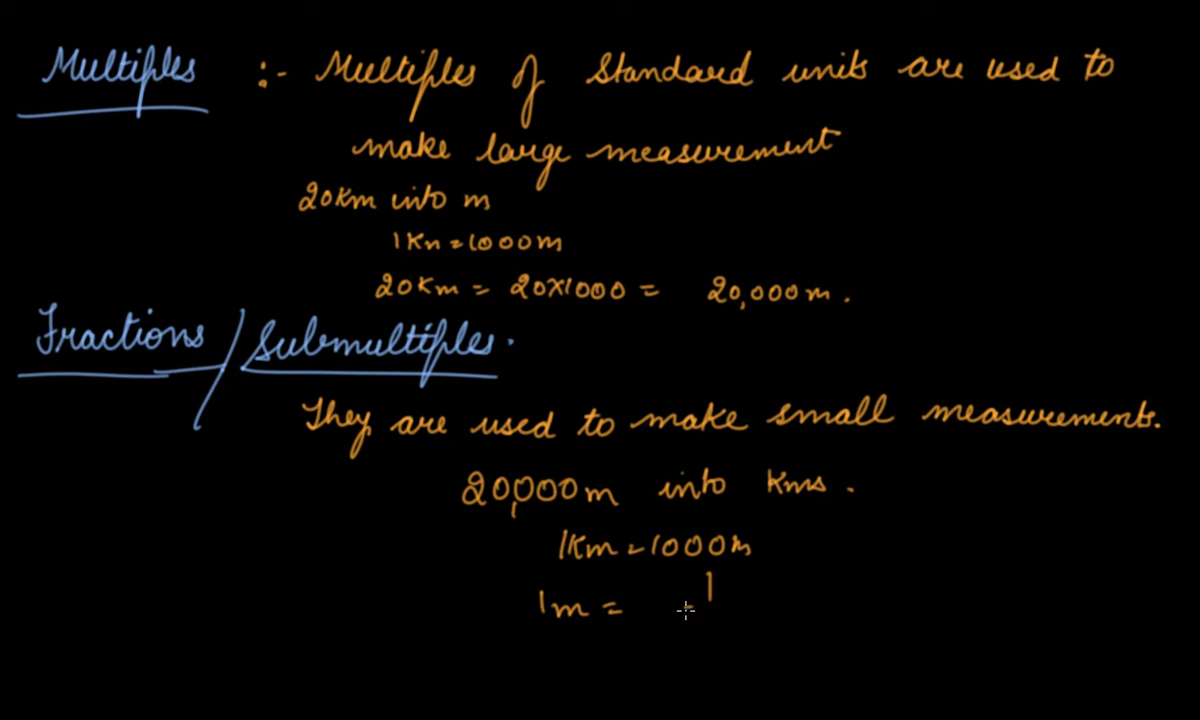 Multiples :- Multiples of Standard units are used to
make large measurement
20Km into m
1Km=1000m
20Km = 20×1000 = 20,000m.
Fractions/Submultiples.
They are used to make small measurements.
20,000m into Kms.
1Km=1000m
1m = 1